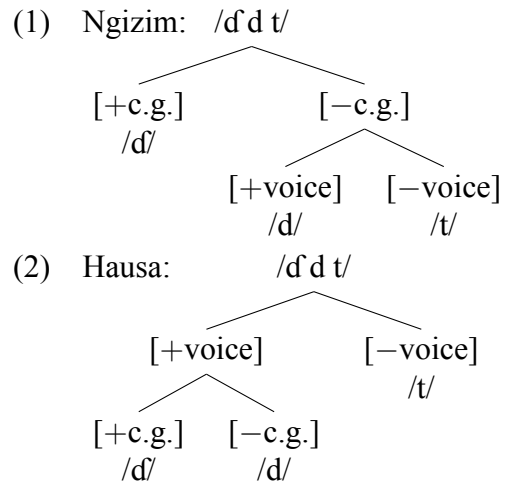 (1) Ngizim: /ɗ d t/
[+c.g.] [−c.g.]
/ɗ/
[+voice] [−voice]
/d/ /t/
(2) Hausa: /ɗ d t/
[+voice] [−voice]
/t/
[+c.g.] [−c.g.]
/ɗ/ /d/